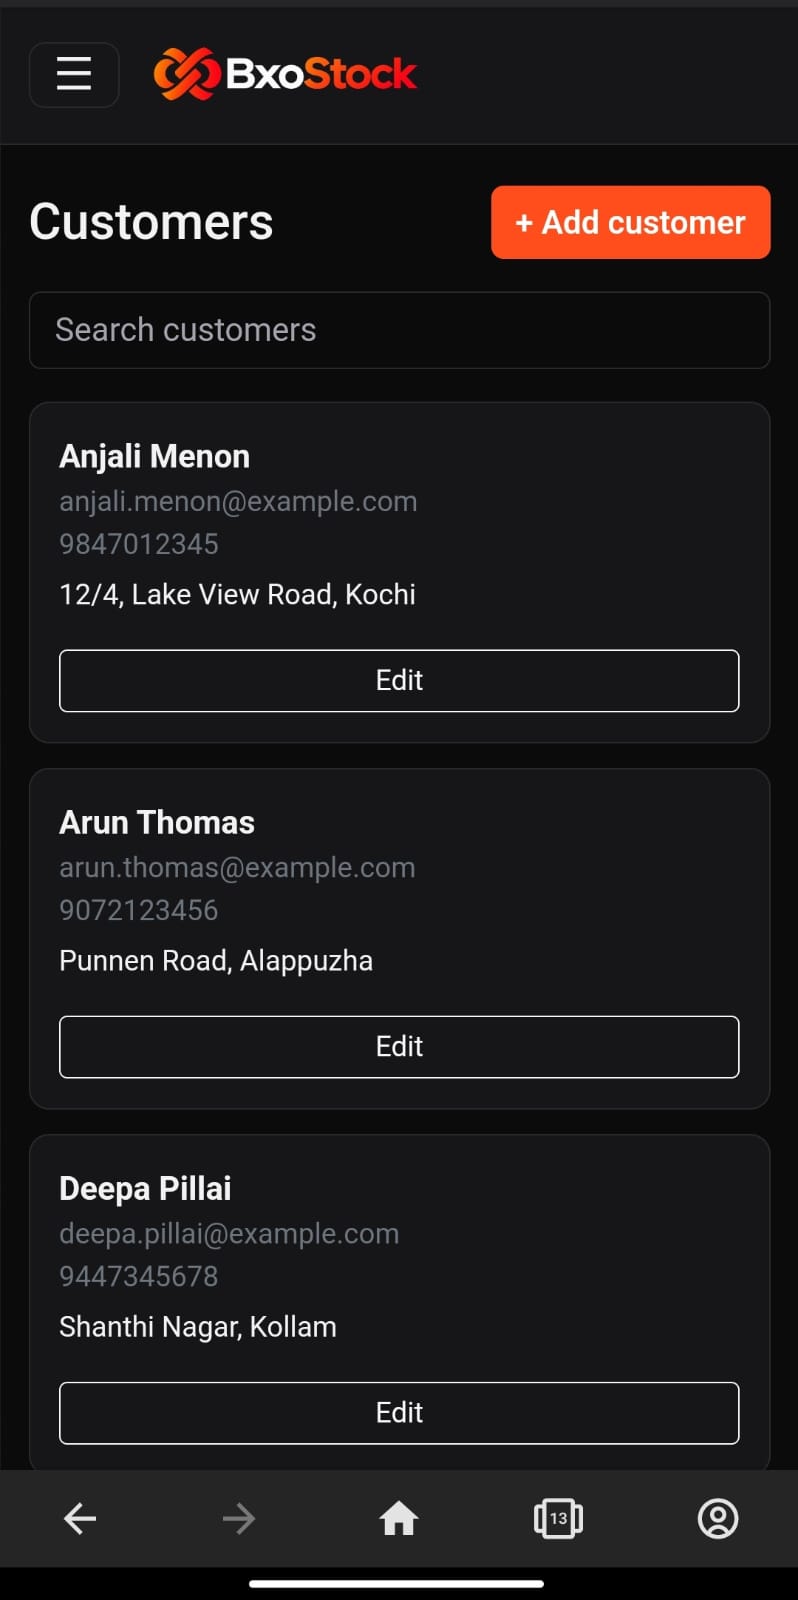 BxoStock
Customers
+ Add customer
Search customers
Anjali Menon
anjali.menon@example.com
9847012345
12/4, Lake View Road, Kochi
Edit
Arun Thomas
arun.thomas@example.com
9072123456
Punnen Road, Alappuzha
Edit
Deepa Pillai
deepa.pillai@example.com
9447345678
Shanthi Nagar, Kollam
Edit
13